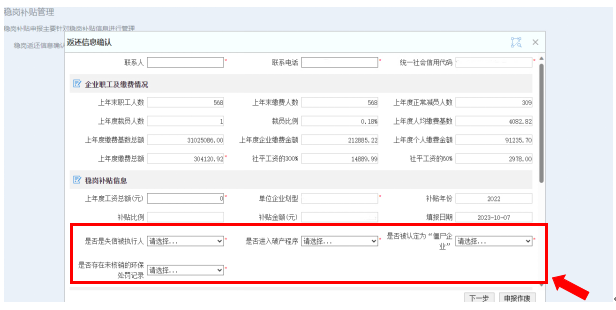 稳岗补贴管理
稳岗补贴申报主要针对稳岗补贴信息进行管理
稳岗返还信息确认
返还信息确认
联系人 * 联系电话 * 统一社会信用代码 *
企业职工及缴费情况
上年末职工人数 568 上年末缴费人数 568 上年度正常减员人数 309
上年度裁员人数 1 裁员比例 0.18% 上年度人均缴费基数 4082.82
上年度缴费基数总额 31025086.00 上年度企业缴费金额 212885.22 上年度个人缴费金额 91235.70
上年度缴费总额 304120.92 * 社平工资的300% 14889.99 社平工资的60% 2978.00
稳岗补贴信息
上年度工资总额(元) 0 * 单位企业划型 * 补贴年份 2022
补贴比例 补贴金额(元) 填报日期 2023-10-07
是否是失信被执行人 请选择... * 是否进入破产程序 请选择... * 是否被认定为“僵尸企业” 请选择... *
是否存在未核销的环保处罚记录 请选择... *
下一步 申报作废